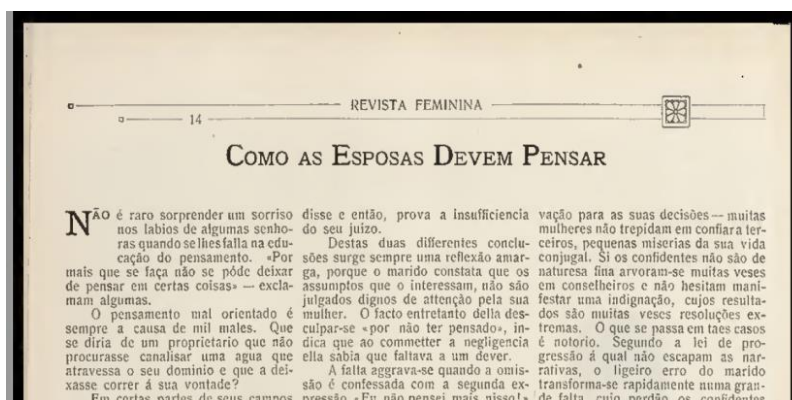 REVISTA FEMININA
14
COMO AS ESPOSAS DEVEM PENSAR
NÃO é raro sorprender um sorriso
nos labios de algumas senho-
ras quando se lhes falla na edu-
cação do pensamento. «Por
mais que se faça não se póde deixar
de pensar em certas coisas» — excla-
mam algumas.
O pensamento mal orientado é
sempre a causa de mil males. Que
se diria de um proprietario que não
procurasse canalisar uma agua que
atravessa o seu dominio e que a dei-
xasse correr á sua vontade?
Em certas partes de seus campos
disse e então, prova a insufficiencia
do seu juizo.
Destas duas differentes conclu-
sões surge sempre uma reflexão amar-
ga, porque o marido constata que os
assumptos que o interessam, não são
julgados dignos de attenção pela sua
mulher. O facto entretanto della des-
culpar-se «por não ter pensado», in-
dica que ao commetter a negligencia
ella sabia que faltava a um dever.
A falta aggrava-se quando a omis-
são é confessada com a segunda ex-
pressão «Eu não pensei mais nisso!»
vação para as suas decisões — muitas
mulheres não trepidam em confiar a ter-
ceiros, pequenas miserias da sua vida
conjugal. Si os confidentes não são de
naturesa fina arvoram-se muitas veses
em conselheiros e não hesitam mani-
festar uma indignação, cujos resulta-
dos são muitas veses resoluções ex-
tremas. O que se passa em taes casos
é notorio. Segundo a lei de pro-
gressão á qual não escapam as nar-
rativas, o ligeiro erro do marido
transforma-se rapidamente numa gran-
de falta, cujo perdão os confidentes